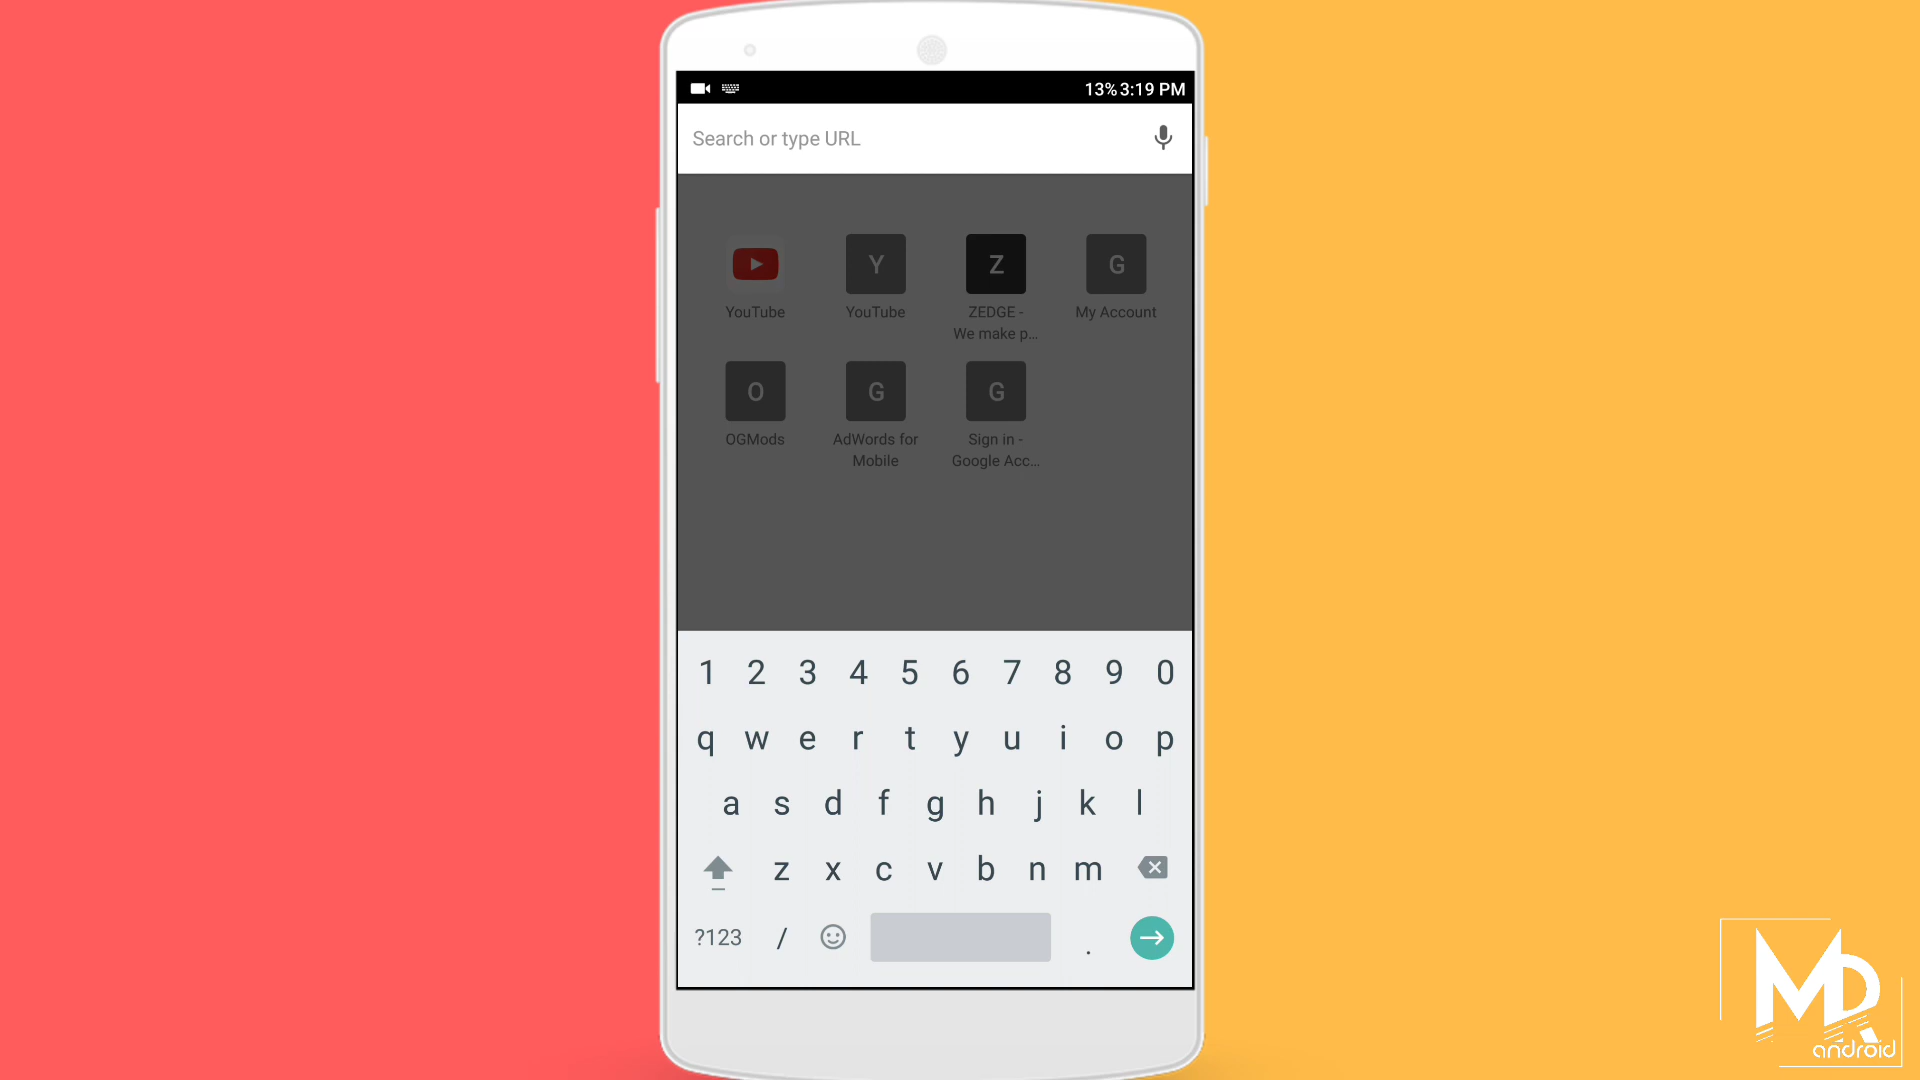 13% 3:19 PM
Search or type URL
Y
Z
G
YouTube
YouTube
ZEDGE -
We make p...
My Account
O
G
G
OGMods
AdWords for
Mobile
Sign in -
Google Acc...
1 2 3 4 5 6 7 8 9 0
q w e r t y u i o p
a s d f g h j k l
z x c v b n m
?123 / .
MR
android